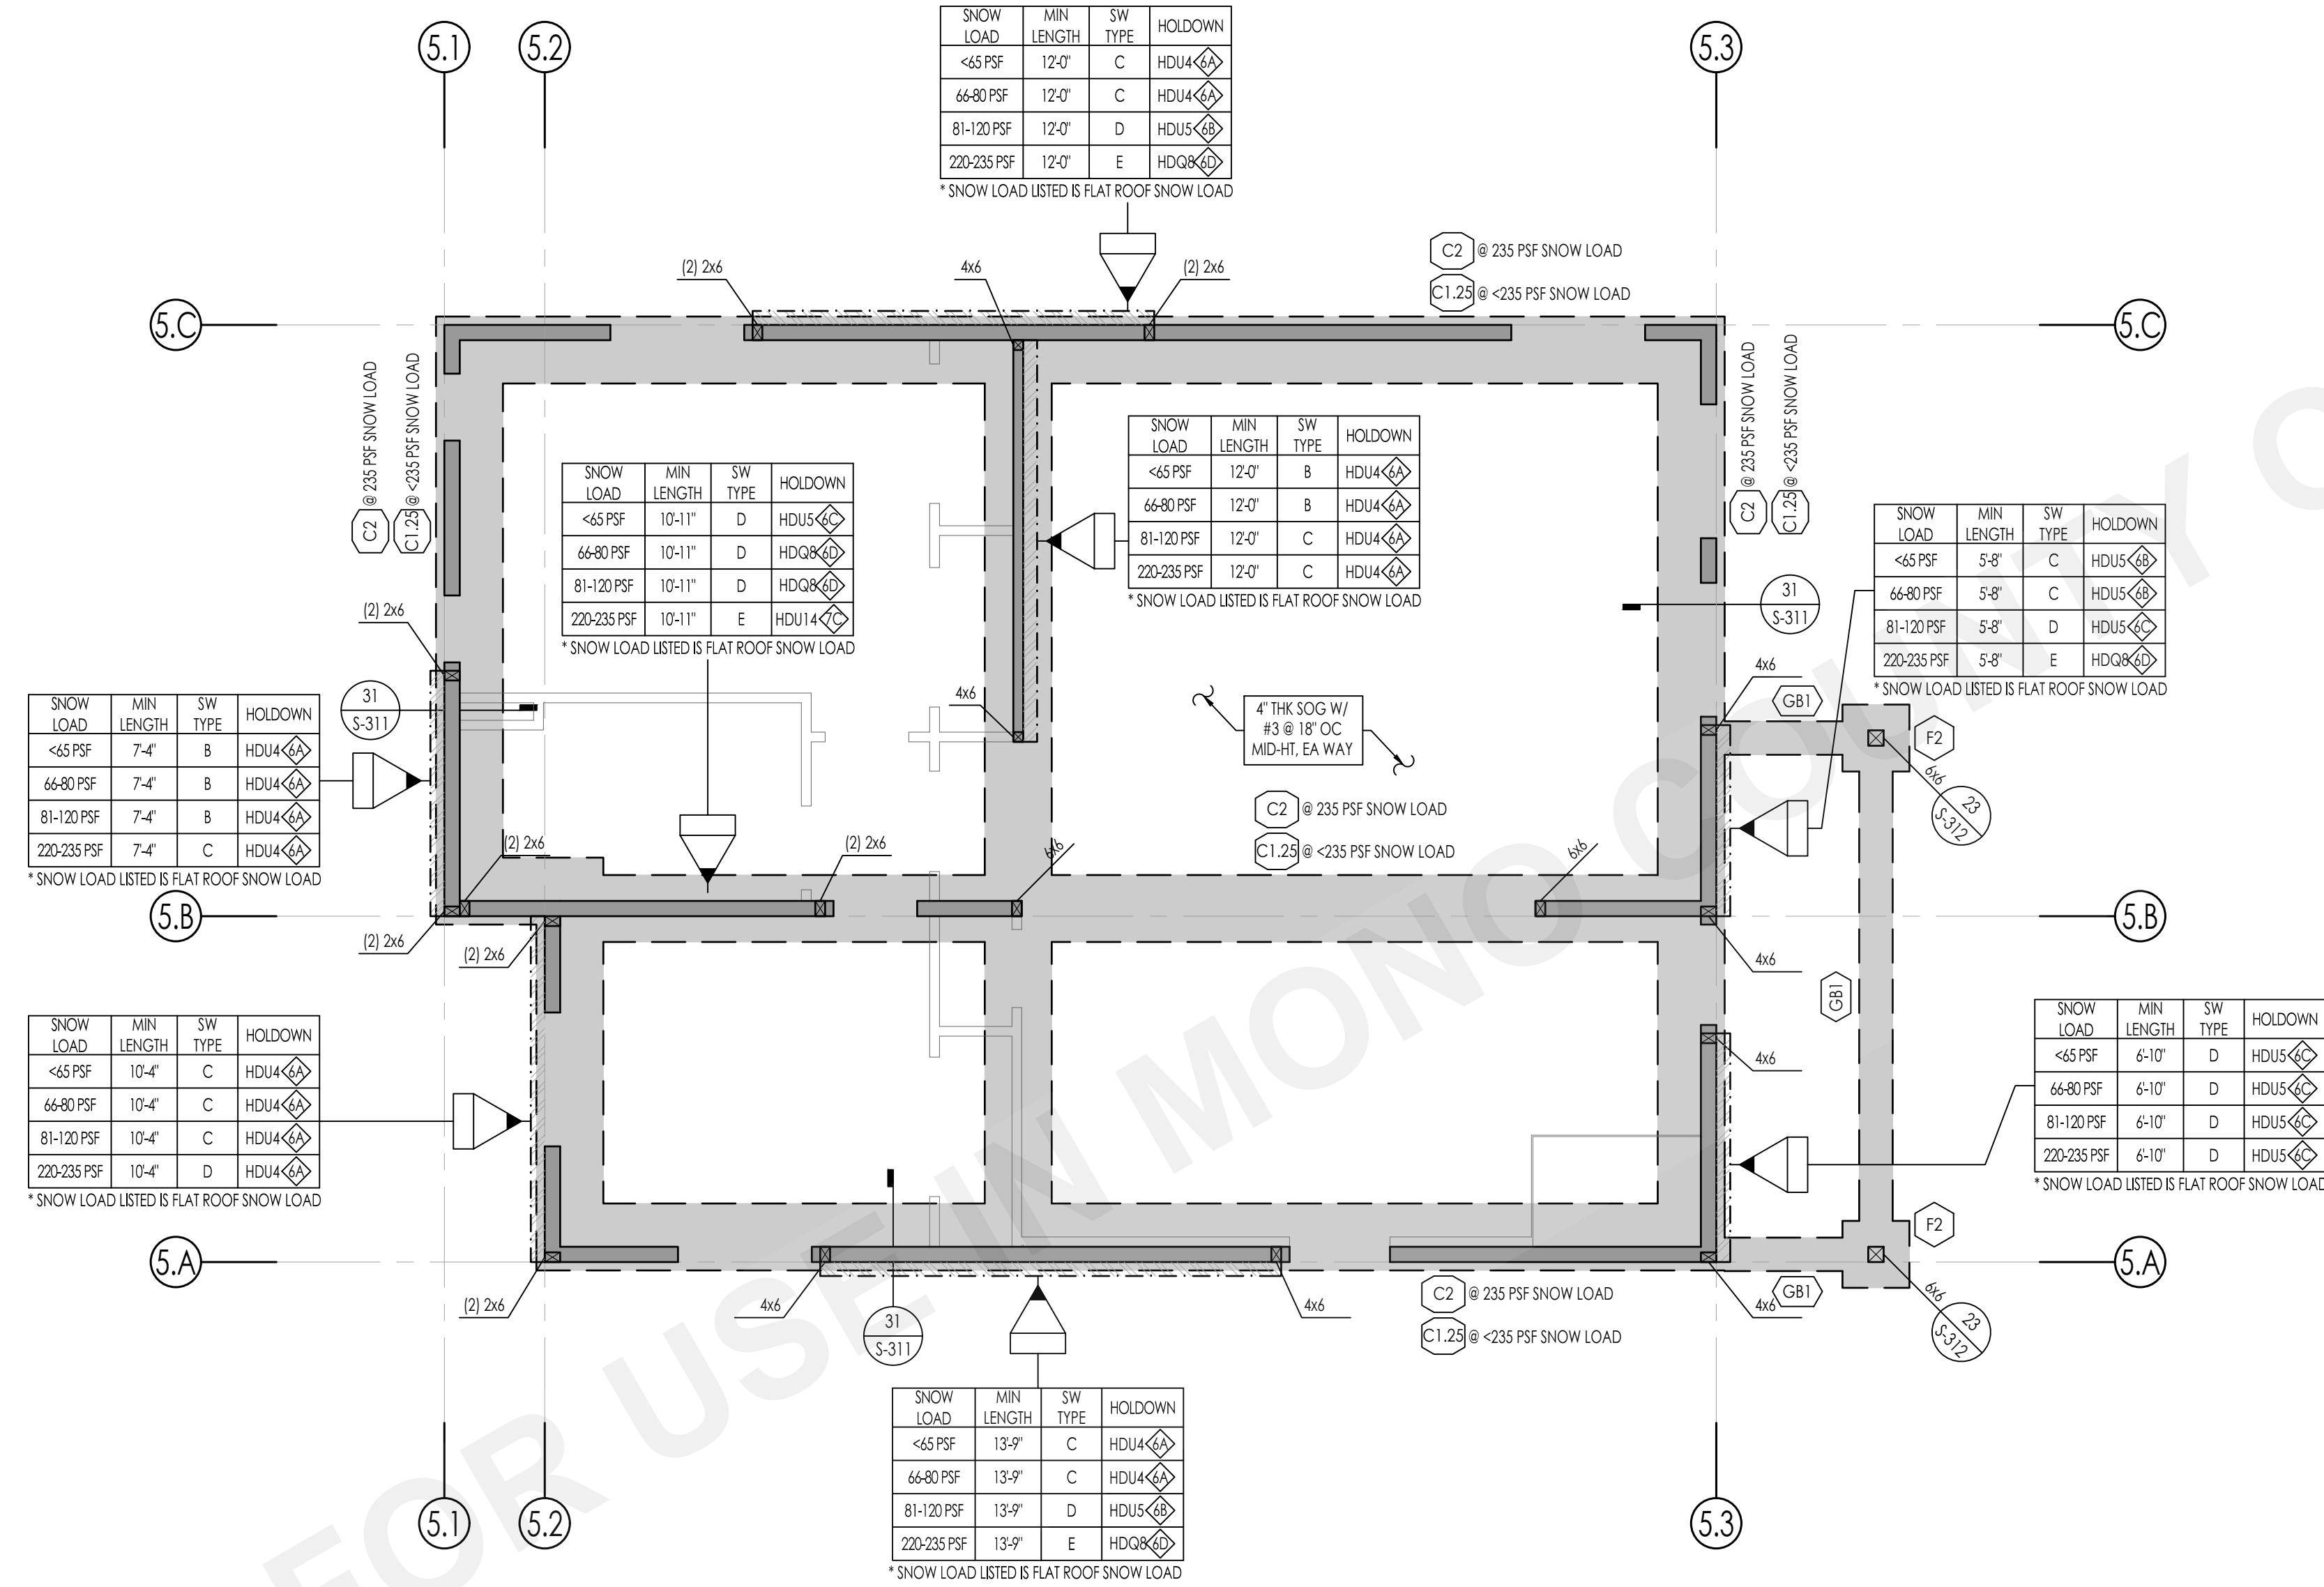 5.1
5.2
5.3
SNOW LOAD MIN LENGTH SW TYPE HOLDOWN
<65 PSF 12'-0" C HDU4 6A
66-80 PSF 12'-0" C HDU4 6A
81-120 PSF 12'-0" D HDU5 6B
220-235 PSF 12'-0" E HDQ8 6D
* SNOW LOAD LISTED IS FLAT ROOF SNOW LOAD
(2) 2x6
4x6
(2) 2x6
C2 @ 235 PSF SNOW LOAD
C1.25 @ <235 PSF SNOW LOAD
5.C
5.C
C2 @ 235 PSF SNOW LOAD
C1.25 @ <235 PSF SNOW LOAD
C2 @ 235 PSF SNOW LOAD
C1.25 @ <235 PSF SNOW LOAD
SNOW LOAD MIN LENGTH SW TYPE HOLDOWN
<65 PSF 10'-11" D HDU5 6C
66-80 PSF 10'-11" D HDQ8 6D
81-120 PSF 10'-11" D HDQ8 6D
220-235 PSF 10'-11" E HDU14 7C
* SNOW LOAD LISTED IS FLAT ROOF SNOW LOAD
SNOW LOAD MIN LENGTH SW TYPE HOLDOWN
<65 PSF 12'-0" B HDU4 6A
66-80 PSF 12'-0" B HDU4 6A
81-120 PSF 12'-0" C HDU4 6A
220-235 PSF 12'-0" C HDU4 6A
* SNOW LOAD LISTED IS FLAT ROOF SNOW LOAD
SNOW LOAD MIN LENGTH SW TYPE HOLDOWN
<65 PSF 5'-8" C HDU5 6B
66-80 PSF 5'-8" C HDU5 6B
81-120 PSF 5'-8" D HDU5 6C
220-235 PSF 5'-8" E HDQ8 6D
* SNOW LOAD LISTED IS FLAT ROOF SNOW LOAD
31
S-311
(2) 2x6
31
S-311
4x6
4x6
GB1
4" THK SOG W/
#3 @ 18" OC
MID-HT, EA WAY
F2
6x6
23
S-312
SNOW LOAD MIN LENGTH SW TYPE HOLDOWN
<65 PSF 7'-4" B HDU4 6A
66-80 PSF 7'-4" B HDU4 6A
81-120 PSF 7'-4" B HDU4 6A
220-235 PSF 7'-4" C HDU4 6A
* SNOW LOAD LISTED IS FLAT ROOF SNOW LOAD
C2 @ 235 PSF SNOW LOAD
C1.25 @ <235 PSF SNOW LOAD
(2) 2x6
(2) 2x6
6x6
6x6
5.B
5.B
(2) 2x6
(2) 2x6
4x6
GB1
SNOW LOAD MIN LENGTH SW TYPE HOLDOWN
<65 PSF 10'-4" C HDU4 6A
66-80 PSF 10'-4" C HDU4 6A
81-120 PSF 10'-4" C HDU4 6A
220-235 PSF 10'-4" D HDU4 6A
* SNOW LOAD LISTED IS FLAT ROOF SNOW LOAD
4x6
SNOW LOAD MIN LENGTH SW TYPE HOLDOWN
<65 PSF 6'-10" D HDU5 6C
66-80 PSF 6'-10" D HDU5 6C
81-120 PSF 6'-10" D HDU5 6C
220-235 PSF 6'-10" D HDU5 6C
* SNOW LOAD LISTED IS FLAT ROOF SNOW LOAD
F2
5.A
5.A
(2) 2x6
4x6
31
S-311
4x6
C2 @ 235 PSF SNOW LOAD
C1.25 @ <235 PSF SNOW LOAD
4x6
GB1
6x6
23
S-312
SNOW LOAD MIN LENGTH SW TYPE HOLDOWN
<65 PSF 13'-9" C HDU4 6A
66-80 PSF 13'-9" C HDU4 6A
81-120 PSF 13'-9" D HDU5 6B
220-235 PSF 13'-9" E HDQ8 6D
* SNOW LOAD LISTED IS FLAT ROOF SNOW LOAD
5.1
5.2
5.3
FOR USE IN MONO COUNTY